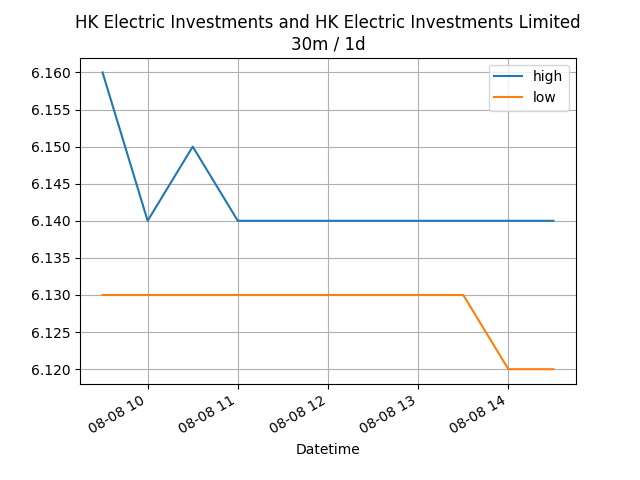 HK Electric Investments and HK Electric Investments Limited
30m / 1d
high
low
6.160
6.155
6.150
6.145
6.140
6.135
6.130
6.125
6.120
08-08 10
08-08 11
08-08 12
08-08 13
08-08 14
Datetime